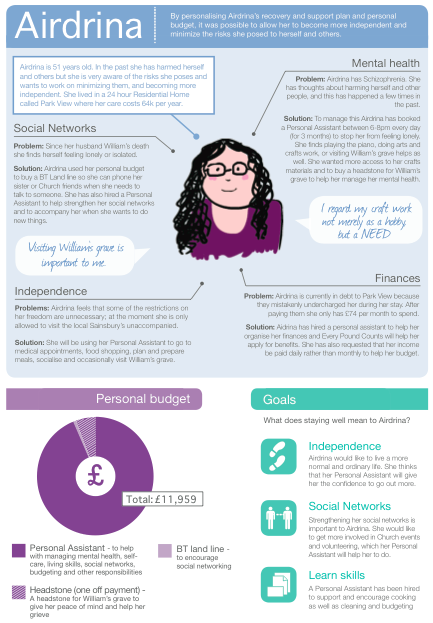 Airdrina
By personalising Airdrina's recovery and support plan and personal
budget, it was possible to allow her to become more independent and
minimize the risks she posed to herself and others.
Airdrina is 51 years old. In the past she has harmed herself
and others but she is very aware of the risks she poses and
wants to work on minimizing them, and becoming more
independent. She lived in a 24 hour Residential Home
called Park View where her care costs 64k per year.
Mental health
Problem: Airdrina has Schizophrenia. She
has thoughts about harming herself and other
people, and this has happened a few times in
the past.
Solution: To manage this Airdrina has booked
a Personal Assistant between 6-8pm every day
(for 3 months) to stop her from feeling lonely.
She finds playing the piano, doing arts and
crafts work, or visiting William's grave helps as
well. She wanted more access to her crafts
materials and to buy a headstone for William's
grave to help her manage her mental health.
Social Networks
Problem: Since her husband William's death
she finds herself feeling lonely or isolated.
Solution: Airdrina used her personal budget
to buy a BT Land line so she can phone her
sister or Church friends when she needs to
talk to someone. She has also hired a Personal
Assistant to help strengthen her social networks
and to accompany her when she wants to do
new things.
Visiting William's grave is
important to me.
I regard my craft work
not merely as a hobby,
but a NEED
Independence
Problems: Airdrina feels that some of the restrictions on
her freedom are unnecessary; at the moment she is only
allowed to visit the local Sainsbury's unaccompanied.
Solution: She will be using her Personal Assistant to go to
medical appointments, food shopping, plan and prepare
meals, socialise and occasionally visit William's grave.
Finances
Problem: Airdrina is currently in debt to Park View because
they mistakenly undercharged her during her stay. After
paying them she only has £74 per month to spend.
Solution: Aidrina has hired a personal assistant to help her
organise her finances and Every Pound Counts will help her
apply for benefits. She has also requested that her income
be paid daily rather than monthly to help her budget.
Personal budget
£
Total: £11,959
Personal Assistant - to help
with managing mental health, self-
care, living skills, social networks,
budgeting and other responsibilities
BT land line -
to encourage
social networking
Headstone (one off payment) -
A headstone for William's grave to
give her peace of mind and help her
grieve
Goals
What does staying well mean to Airdrina?
Independence
Airdrina would like to live a more
normal and ordinary life. She thinks
that her Personal Assistant will give
her the confidence to go out more.
Social Networks
Strengthening her social networks is
important to Airdrina. She would like
to get more involved in Church events
and volunteering, which her Personal
Assistant will help her to do.
Learn skills
A Personal Assistant has been hired
to support and encourage cooking
as well as cleaning and budgeting